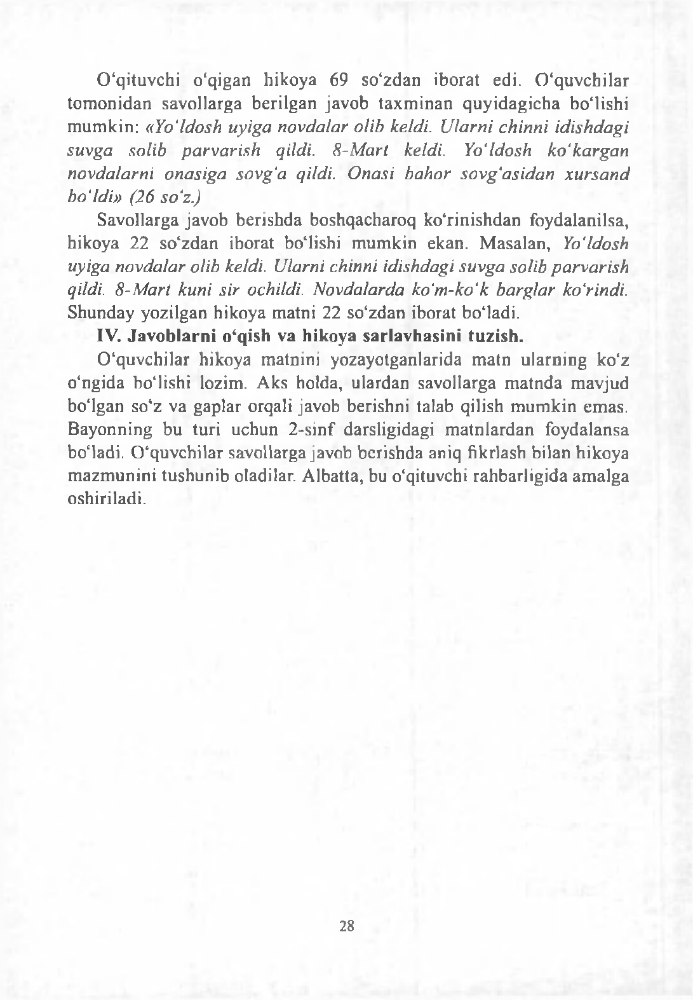 O‘qituvchi o‘qigan hikoya 69 so‘zdan iborat edi. O‘quvchilar
tomonidan savollarga berilgan javob taxminan quyidagicha bo‘lishi
mumkin: «Yo‘ldosh uyiga novdalar olib keldi. Ularni chinni idishdagi
suvga solib parvarish qildi. 8-Mart keldi. Yo‘ldosh ko‘kargan
novdalarni onasiga sovg‘a qildi. Onasi bahor sovg‘asidan xursand
bo‘ldi» (26 so‘z.)
Savollarga javob berishda boshqacharoq ko‘rinishdan foydalanilsa,
hikoya 22 so‘zdan iborat bo‘lishi mumkin ekan. Masalan, Yo‘ldosh
uyiga novdalar olib keldi. Ularni chinni idishdagi suvga solib parvarish
qildi. 8-Mart kuni sir ochildi. Novdalarda ko‘m-ko‘k barglar ko‘rindi.
Shunday yozilgan hikoya matni 22 so‘zdan iborat bo‘ladi.
IV. Javoblarni o‘qish va hikoya sarlavhasini tuzish.
O‘quvchilar hikoya matnini yozayotganlarida matn ularning ko‘z
o‘ngida bo‘lishi lozim. Aks holda, ulardan savollarga matnda mavjud
bo‘lgan so‘z va gaplar orqali javob berishni talab qilish mumkin emas.
Bayonning bu turi uchun 2-sinf darsligidagi matnlardan foydalansa
bo‘ladi. O‘quvchilar savollarga javob berishda aniq fikrlash bilan hikoya
mazmunini tushunib oladilar. Albatta, bu o‘qituvchi rahbarligida amalga
oshiriladi.
28